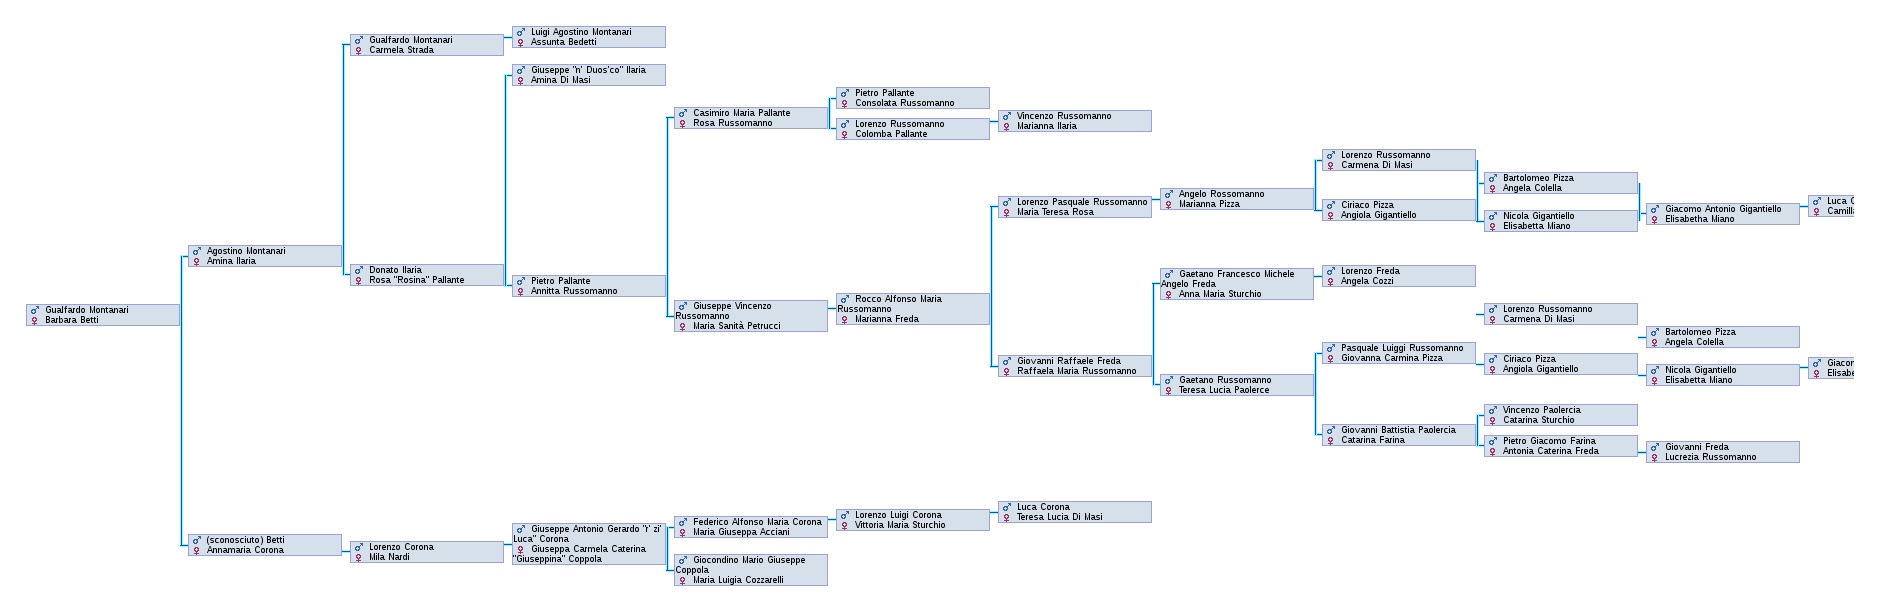 Gualfardo Montanari
Barbara Betti
Agostino Montanari
Amina Ilaria
(sconosciuto) Betti
Annamaria Corona
Gualfardo Montanari
Carmela Strada
Donato Ilaria
Rosa "Rosina" Pallante
Lorenzo Corona
Mila Nardi
Luigi Agostino Montanari
Assunta Bedetti
Giuseppe "n' Duos'co" Ilaria
Amina Di Masi
Pietro Pallante
Annitta Russomanno
Giuseppe Antonio Gerardo "r' zi'
Luca" Corona
Giuseppa Carmela Caterina
"Giuseppina" Coppola
Casimiro Maria Pallante
Rosa Russomanno
Giuseppe Vincenzo
Russomanno
Maria Sanità Petrucci
Federico Alfonso Maria Corona
Maria Giuseppa Acciani
Giocondino Mario Giuseppe
Coppola
Maria Luigia Cozzarelli
Pietro Pallante
Consolata Russomanno
Lorenzo Russomanno
Colomba Pallante
Rocco Alfonso Maria
Russomanno
Marianna Freda
Lorenzo Luigi Corona
Vittoria Maria Sturchio
Vincenzo Russomanno
Marianna Ilaria
Lorenzo Pasquale Russomanno
Maria Teresa Rosa
Giovanni Raffaele Freda
Raffaela Maria Russomanno
Luca Corona
Teresa Lucia Di Masi
Angelo Rossomanno
Marianna Pizza
Gaetano Francesco Michele
Angelo Freda
Anna Maria Sturchio
Gaetano Russomanno
Teresa Lucia Paolerce
Lorenzo Russomanno
Carmena Di Masi
Ciriaco Pizza
Angiola Gigantiello
Lorenzo Freda
Angela Cozzi
Pasquale Luiggi Russomanno
Giovanna Carmina Pizza
Giovanni Battistia Paolercia
Catarina Farina
Bartolomeo Pizza
Angela Colella
Nicola Gigantiello
Elisabetta Miano
Lorenzo Russomanno
Carmena Di Masi
Ciriaco Pizza
Angiola Gigantiello
Vincenzo Paolercia
Catarina Sturchio
Pietro Giacomo Farina
Antonia Caterina Freda
Giacomo Antonio Gigantiello
Elisabetha Miano
Bartolomeo Pizza
Angela Colella
Nicola Gigantiello
Elisabetta Miano
Giovanni Freda
Lucrezia Russomanno
Luca